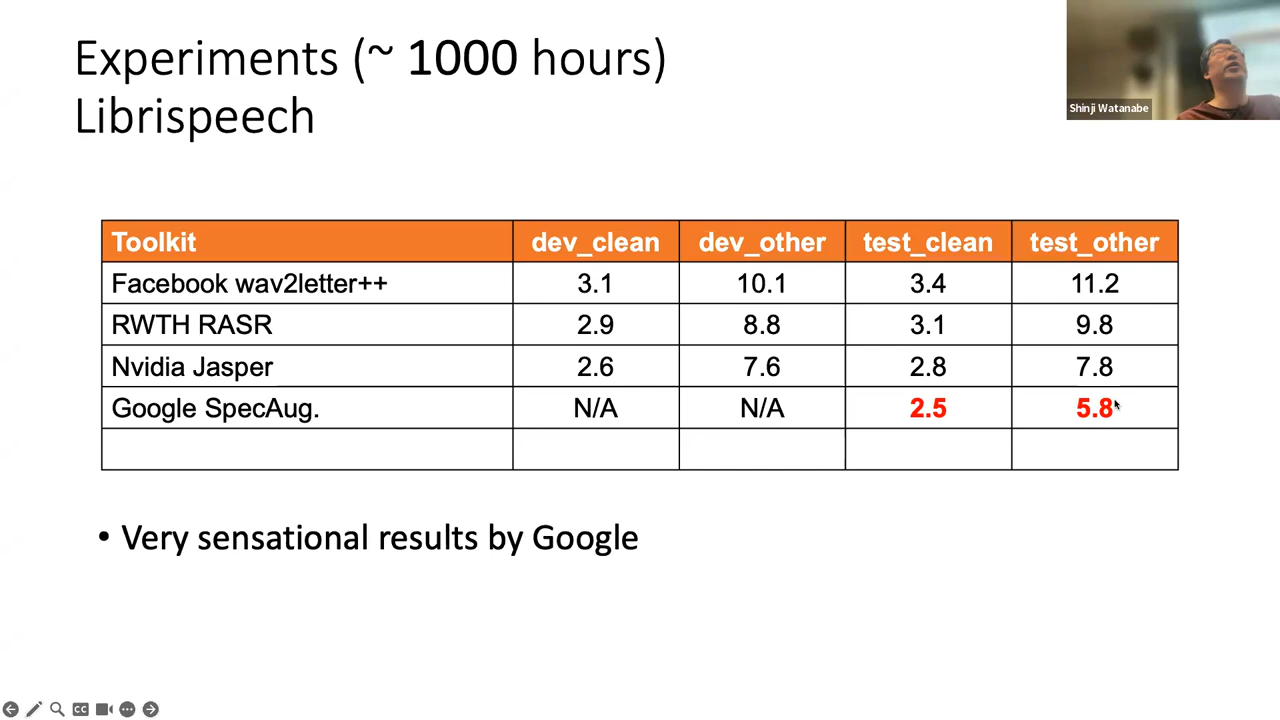 Experiments (~ 1000 hours)
Librispeech
Shinji Watanabe
Toolkit dev_clean dev_other test_clean test_other
Facebook wav2letter++ 3.1 10.1 3.4 11.2
RWTH RASR 2.9 8.8 3.1 9.8
Nvidia Jasper 2.6 7.6 2.8 7.8
Google SpecAug. N/A N/A 2.5 5.8
• Very sensational results by Google
CC